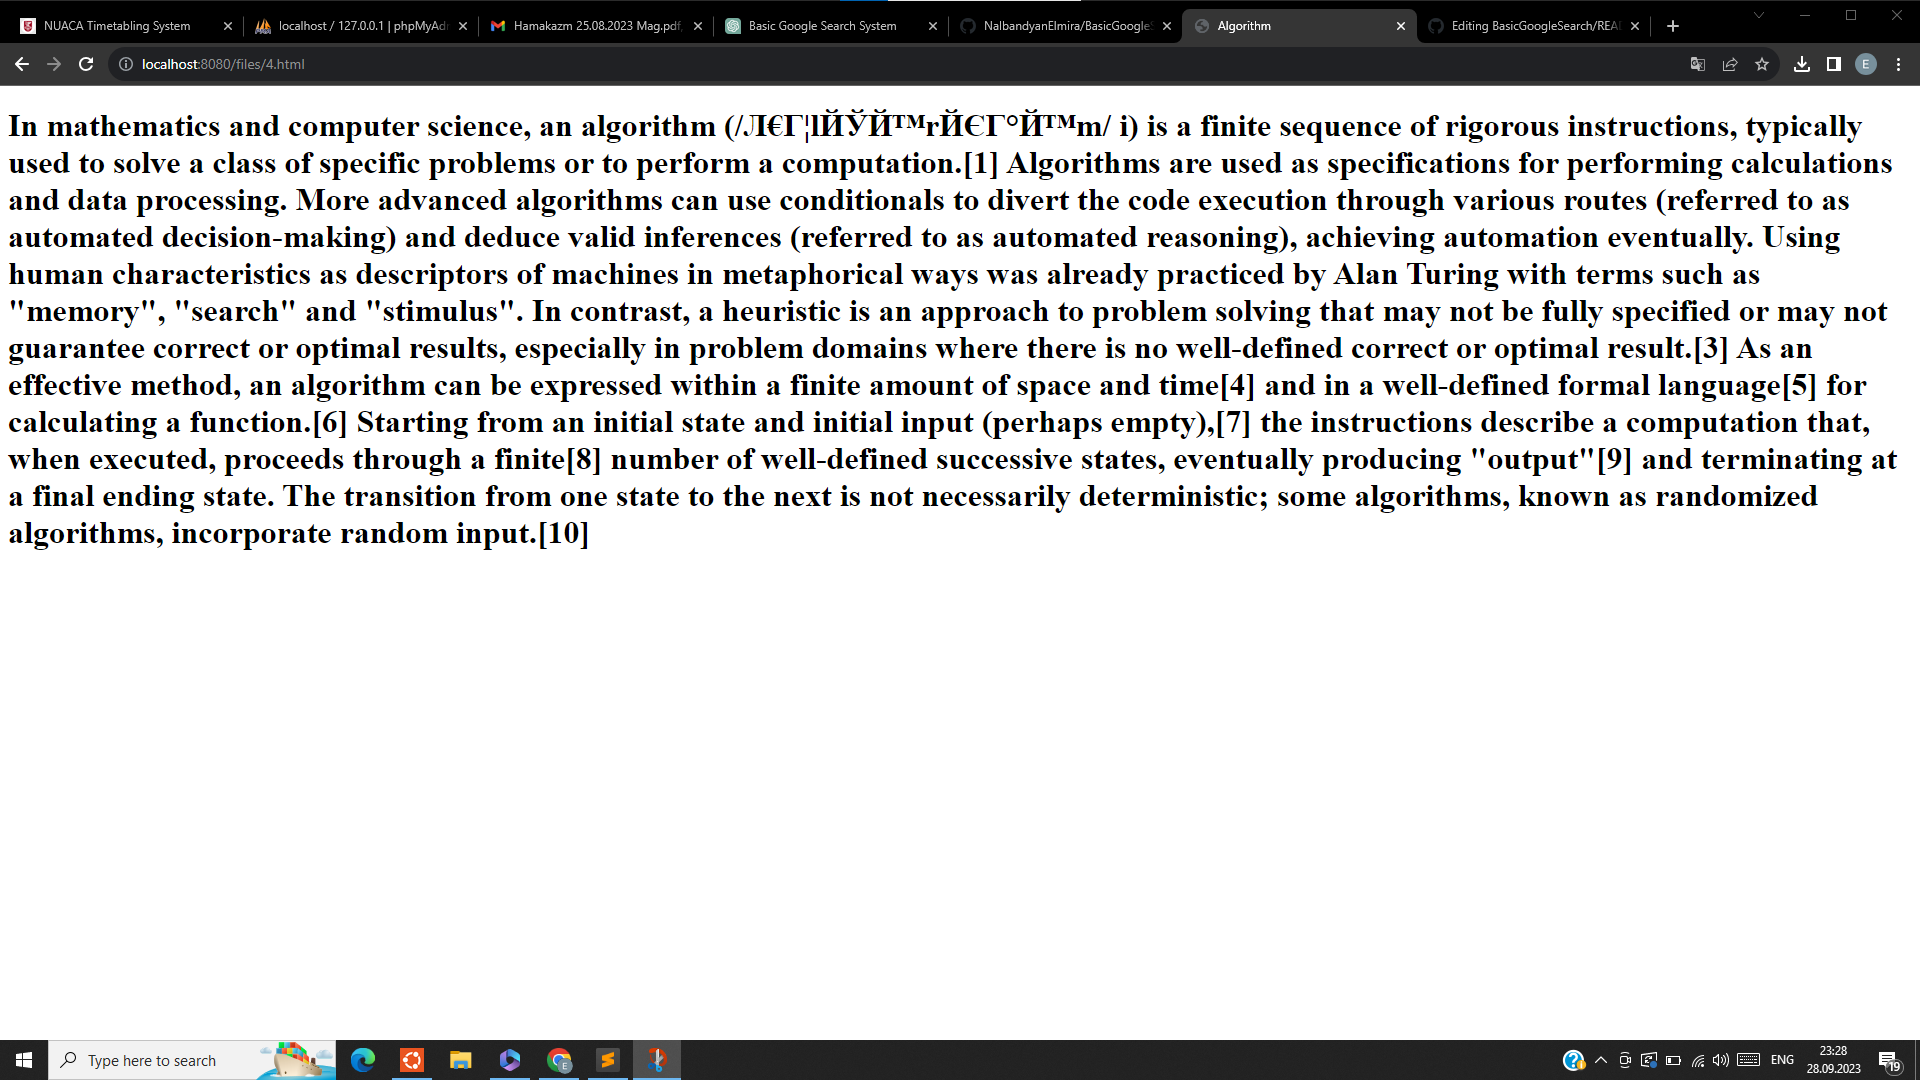 NUACA Timetabling System
localhost / 127.0.0.1 | phpMyAdr
Hamakazm 25.08.2023 Mag.pdf,
Basic Google Search System
NalbandyanElmira/BasicGoogleS
Algorithm
Editing BasicGoogleSearch/REA
localhost:8080/files/4.html
E
In mathematics and computer science, an algorithm (/Л€Г¦lЙЎЙ™rЙЄГ°Й™m/ i) is a finite sequence of rigorous instructions, typically
used to solve a class of specific problems or to perform a computation.[1] Algorithms are used as specifications for performing calculations
and data processing. More advanced algorithms can use conditionals to divert the code execution through various routes (referred to as
automated decision-making) and deduce valid inferences (referred to as automated reasoning), achieving automation eventually. Using
human characteristics as descriptors of machines in metaphorical ways was already practiced by Alan Turing with terms such as
"memory", "search" and "stimulus". In contrast, a heuristic is an approach to problem solving that may not be fully specified or may not
guarantee correct or optimal results, especially in problem domains where there is no well-defined correct or optimal result.[3] As an
effective method, an algorithm can be expressed within a finite amount of space and time[4] and in a well-defined formal language[5] for
calculating a function.[6] Starting from an initial state and initial input (perhaps empty),[7] the instructions describe a computation that,
when executed, proceeds through a finite[8] number of well-defined successive states, eventually producing "output"[9] and terminating at
a final ending state. The transition from one state to the next is not necessarily deterministic; some algorithms, known as randomized
algorithms, incorporate random input.[10]
Type here to search
ENG
23:28
28.09.2023
19